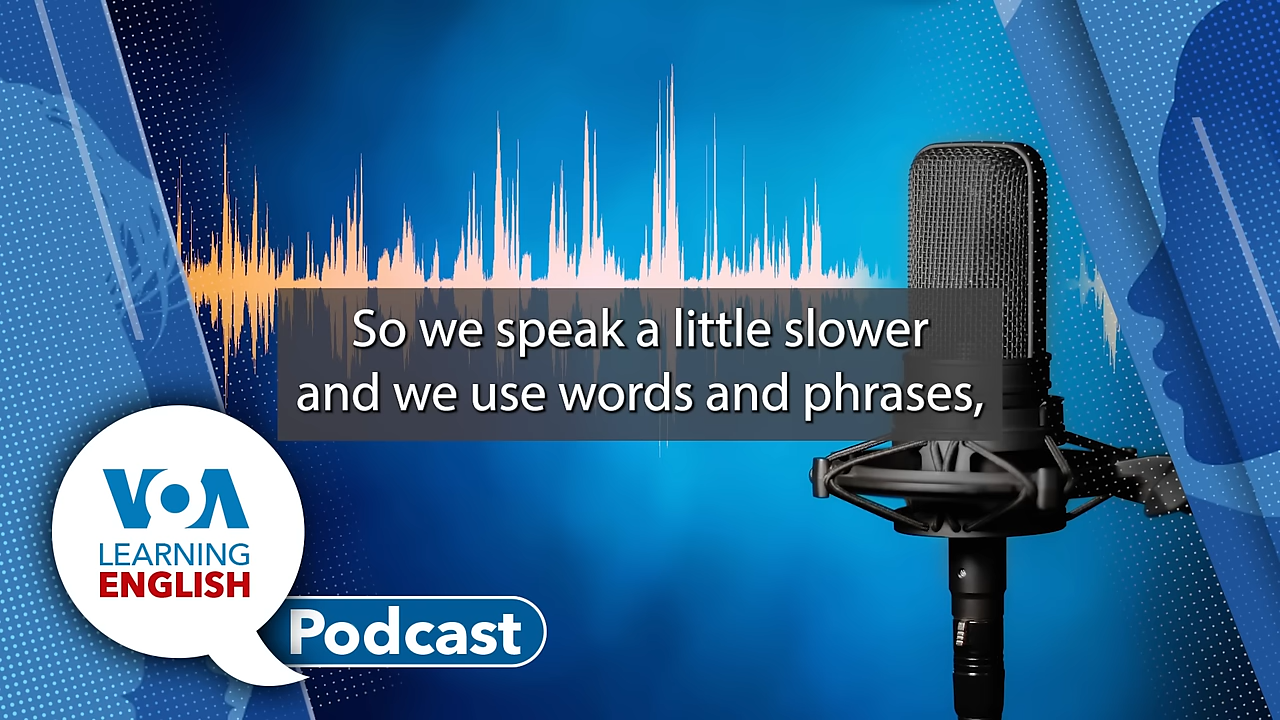 So we speak a little slower
and we use words and phrases,
VOA
LEARNING
ENGLISH
Podcast